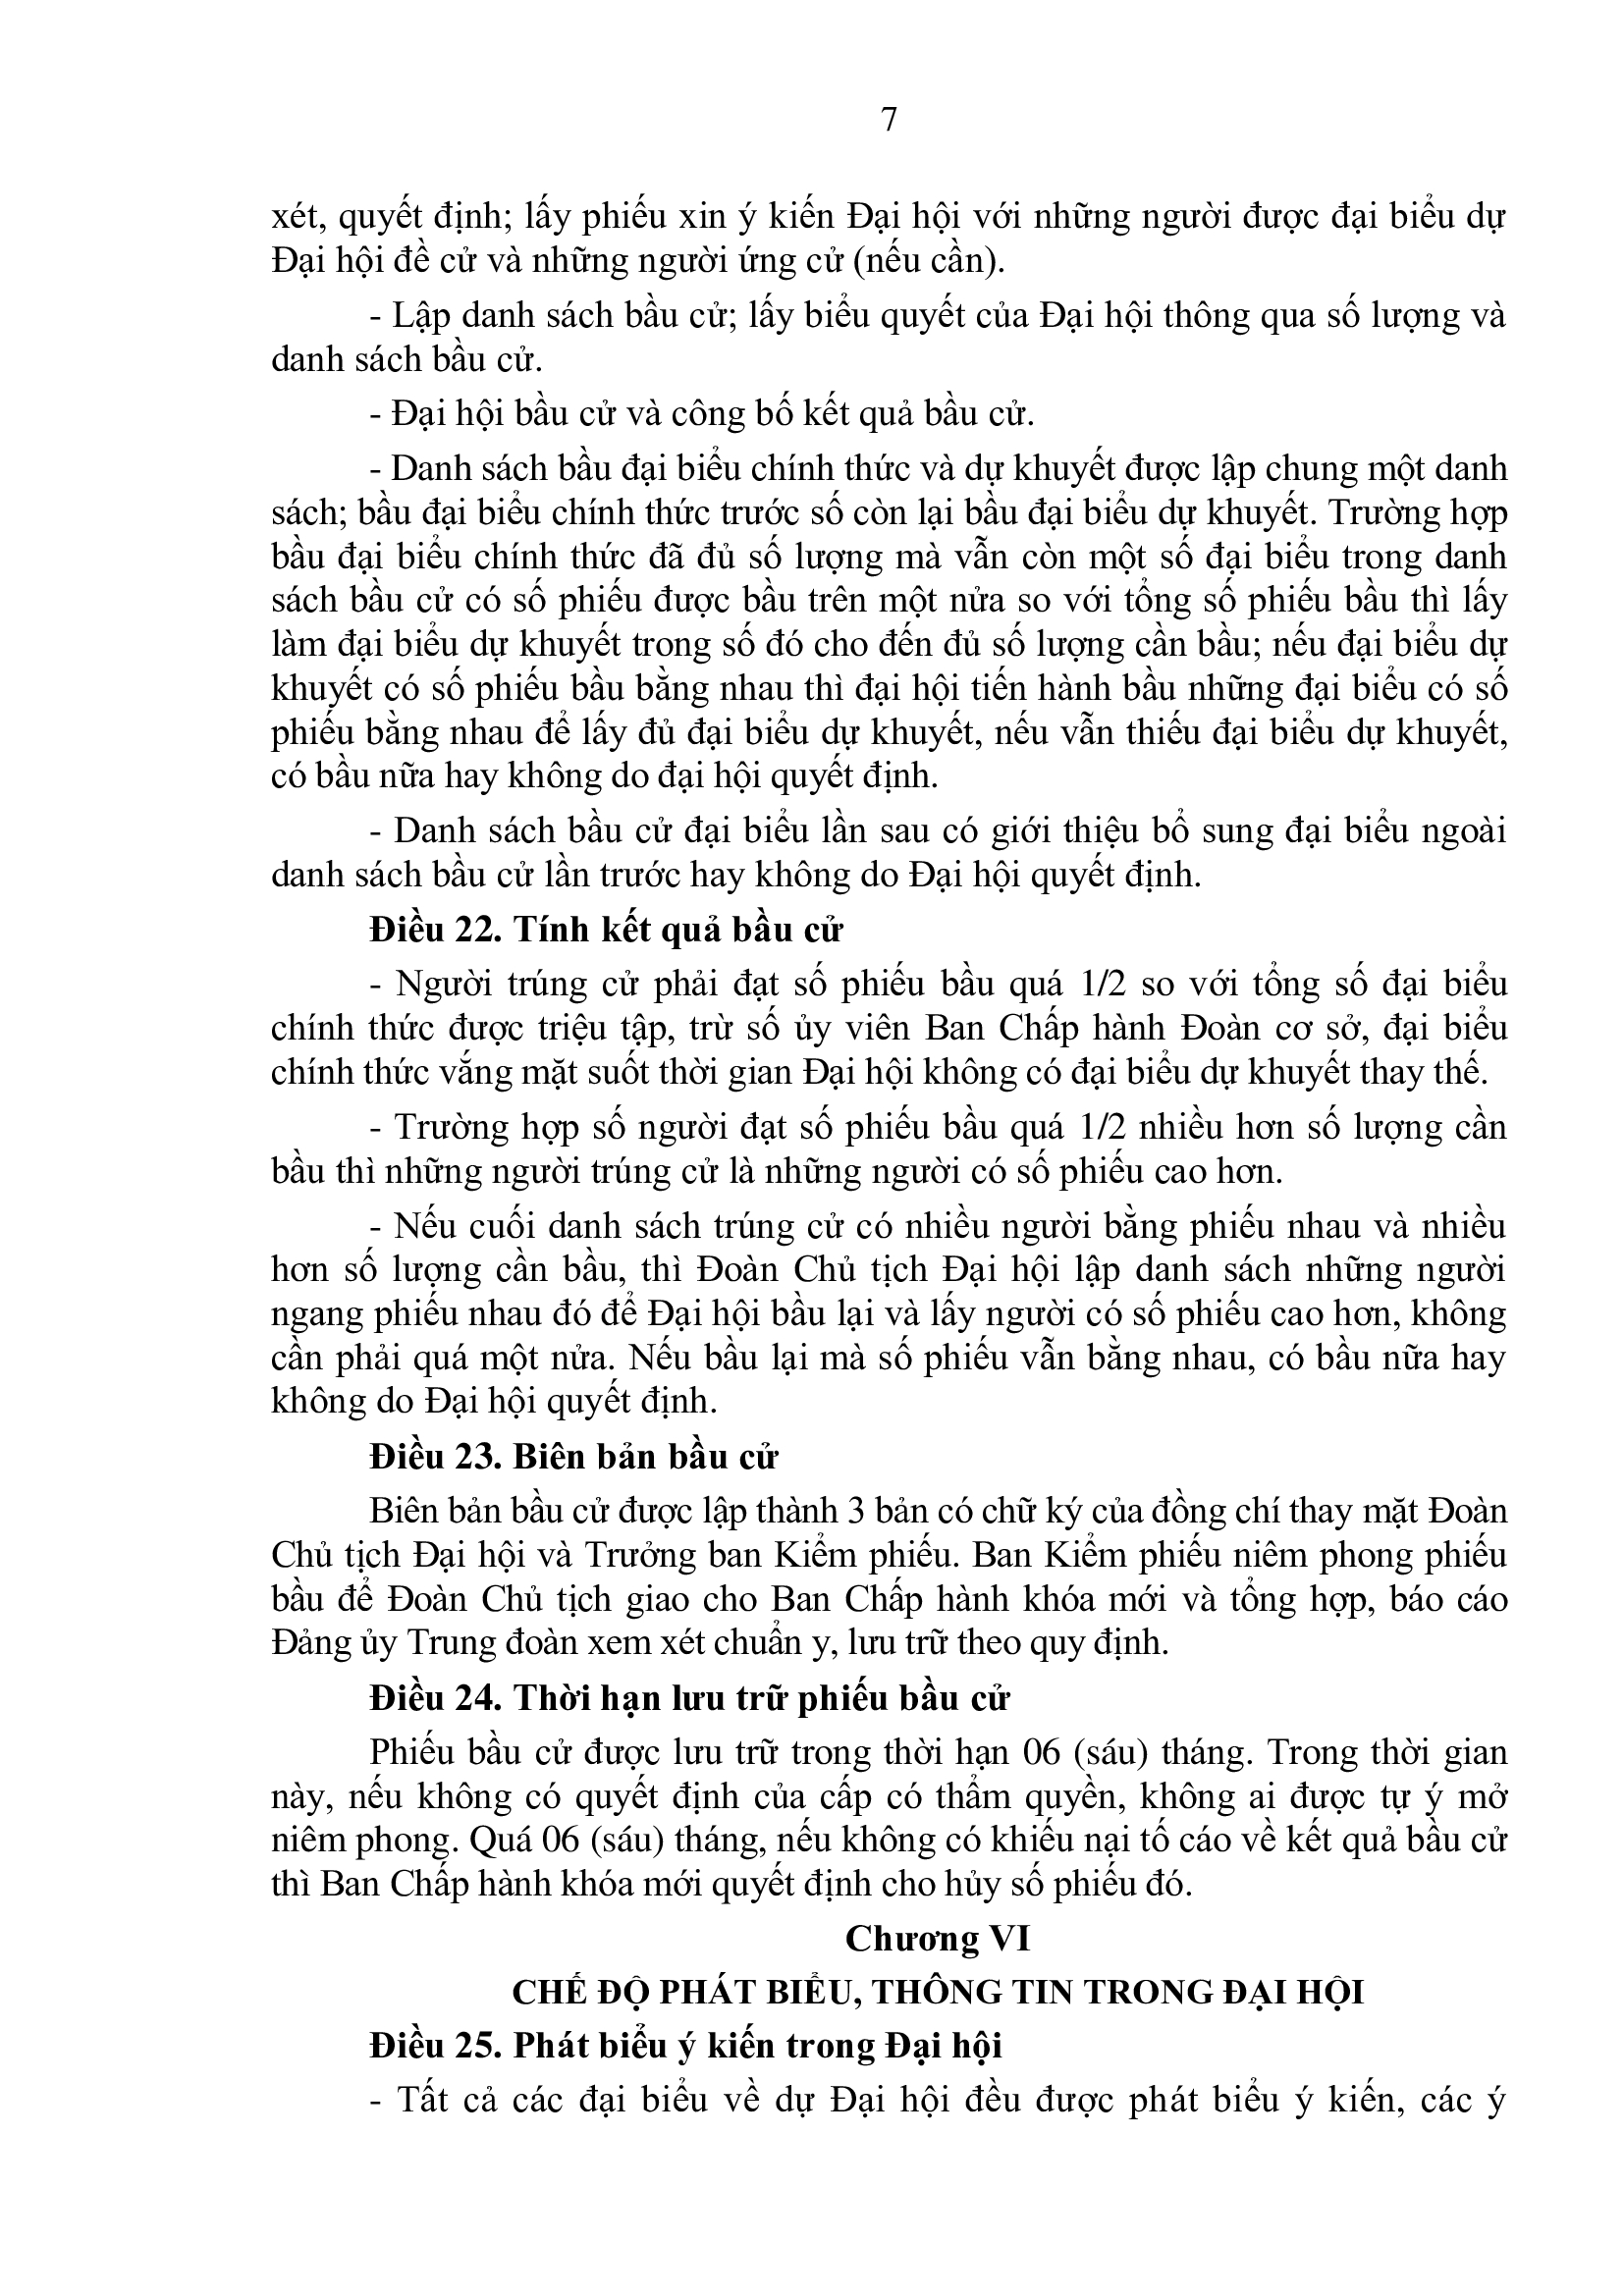 7
xét, quyết định; lấy phiếu xin ý kiến Đại hội với những người được đại biểu dự
Đại hội đề cử và những người ứng cử (nếu cần).
- Lập danh sách bầu cử; lấy biểu quyết của Đại hội thông qua số lượng và
danh sách bầu cử.
- Đại hội bầu cử và công bố kết quả bầu cử.
- Danh sách bầu đại biểu chính thức và dự khuyết được lập chung một danh
sách; bầu đại biểu chính thức trước số còn lại bầu đại biểu dự khuyết. Trường hợp
bầu đại biểu chính thức đã đủ số lượng mà vẫn còn một số đại biểu trong danh
sách bầu cử có số phiếu được bầu trên một nửa so với tổng số phiếu bầu thì lấy
làm đại biểu dự khuyết trong số đó cho đến đủ số lượng cần bầu; nếu đại biểu dự
khuyết có số phiếu bầu bằng nhau thì đại hội tiến hành bầu những đại biểu có số
phiếu bằng nhau để lấy đủ đại biểu dự khuyết, nếu vẫn thiếu đại biểu dự khuyết,
có bầu nữa hay không do đại hội quyết định.
- Danh sách bầu cử đại biểu lần sau có giới thiệu bổ sung đại biểu ngoài
danh sách bầu cử lần trước hay không do Đại hội quyết định.
Điều 22. Tính kết quả bầu cử
- Người trúng cử phải đạt số phiếu bầu quá 1/2 so với tổng số đại biểu
chính thức được triệu tập, trừ số ủy viên Ban Chấp hành Đoàn cơ sở, đại biểu
chính thức vắng mặt suốt thời gian Đại hội không có đại biểu dự khuyết thay thế.
- Trường hợp số người đạt số phiếu bầu quá 1/2 nhiều hơn số lượng cần
bầu thì những người trúng cử là những người có số phiếu cao hơn.
- Nếu cuối danh sách trúng cử có nhiều người bằng phiếu nhau và nhiều
hơn số lượng cần bầu, thì Đoàn Chủ tịch Đại hội lập danh sách những người
ngang phiếu nhau đó để Đại hội bầu lại và lấy người có số phiếu cao hơn, không
cần phải quá một nửa. Nếu bầu lại mà số phiếu vẫn bằng nhau, có bầu nữa hay
không do Đại hội quyết định.
Điều 23. Biên bản bầu cử
Biên bản bầu cử được lập thành 3 bản có chữ ký của đồng chí thay mặt Đoàn
Chủ tịch Đại hội và Trưởng ban Kiểm phiếu. Ban Kiểm phiếu niêm phong phiếu
bầu để Đoàn Chủ tịch giao cho Ban Chấp hành khóa mới và tổng hợp, báo cáo
Đảng ủy Trung đoàn xem xét chuẩn y, lưu trữ theo quy định.
Điều 24. Thời hạn lưu trữ phiếu bầu cử
Phiếu bầu cử được lưu trữ trong thời hạn 06 (sáu) tháng. Trong thời gian
này, nếu không có quyết định của cấp có thẩm quyền, không ai được tự ý mở
niêm phong. Quá 06 (sáu) tháng, nếu không có khiếu nại tố cáo về kết quả bầu cử
thì Ban Chấp hành khóa mới quyết định cho hủy số phiếu đó.
Chương VI
CHẾ ĐỘ PHÁT BIỂU, THÔNG TIN TRONG ĐẠI HỘI
Điều 25. Phát biểu ý kiến trong Đại hội
- Tất cả các đại biểu về dự Đại hội đều được phát biểu ý kiến, các ý